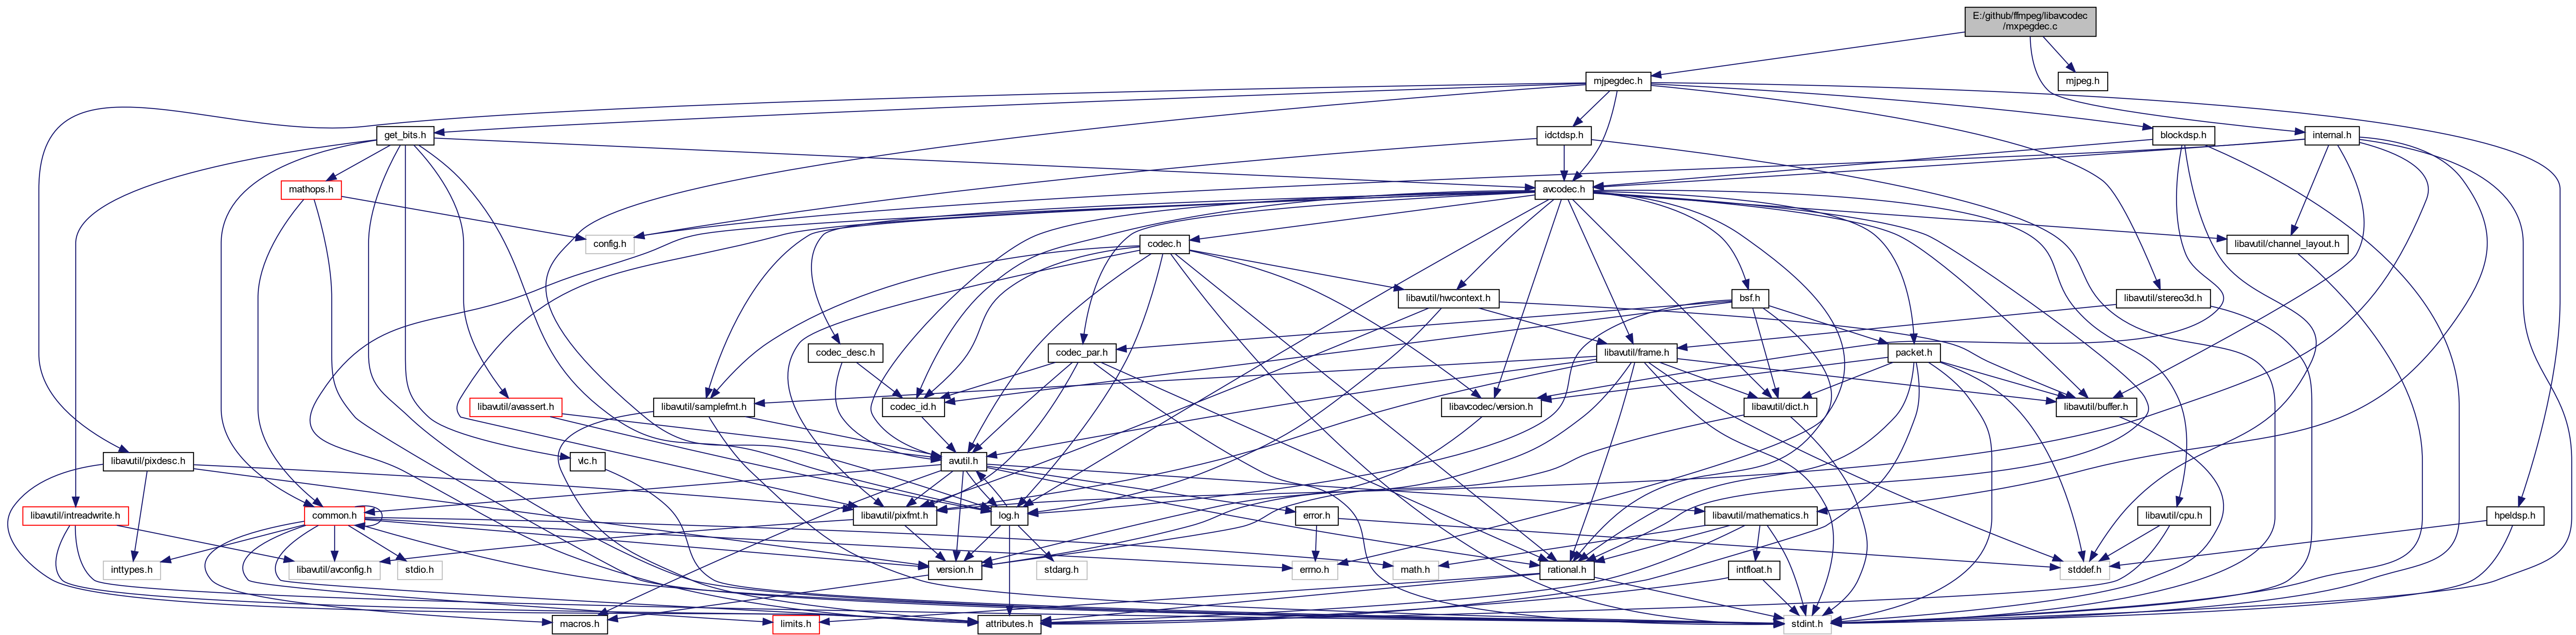 E:/github/ffmpeg/libavcodec
/mxpegdec.c
mjpegdec.h
mjpeg.h
get_bits.h
idctdsp.h
blockdsp.h
internal.h
mathops.h
avcodec.h
config.h
codec.h
libavutil/channel_layout.h
libavutil/hwcontext.h
bsf.h
libavutil/stereo3d.h
codec_desc.h
codec_par.h
libavutil/frame.h
packet.h
libavutil/avassert.h
libavutil/samplefmt.h
codec_id.h
libavcodec/version.h
libavutil/dict.h
libavutil/buffer.h
libavutil/pixdesc.h
vlc.h
avutil.h
libavutil/intreadwrite.h
common.h
libavutil/pixfmt.h
log.h
error.h
libavutil/mathematics.h
libavutil/cpu.h
hpeldsp.h
inttypes.h
libavutil/avconfig.h
stdio.h
version.h
stdarg.h
errno.h
math.h
rational.h
intfloat.h
stddef.h
macros.h
limits.h
attributes.h
stdint.h